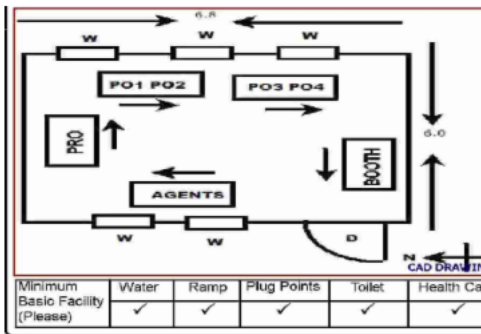 6.8
W W W
PO1 PO2 PO3 PO4
6.0
PRO
BOOTH
AGENTS
W W D
N
CAD DRAWIN
Minimum Basic Facility (Please) Water Ramp Plug Points Toilet Health Ca
✓ ✓ ✓ ✓ ✓